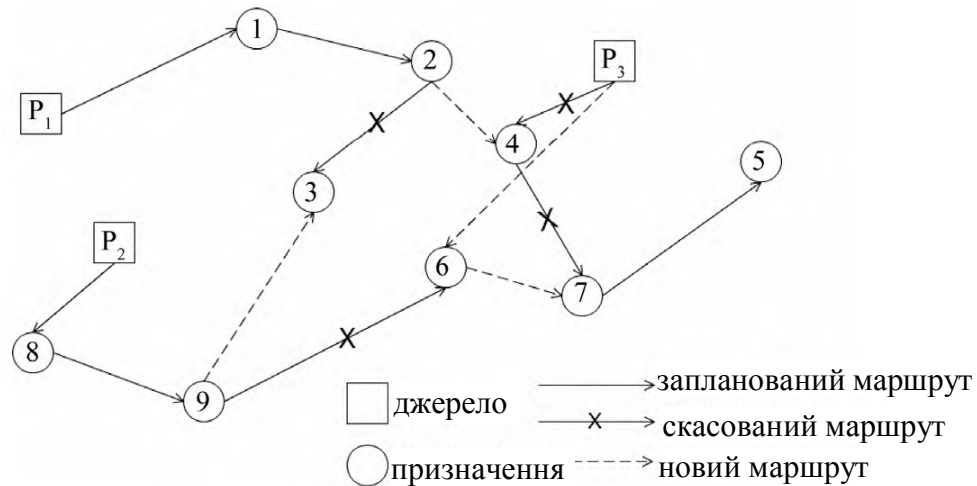 1
2
P3
P1
4
5
3
P2
6
7
8
9
джерело
запланований маршрут
X скасований маршрут
призначення
новий маршрут
X
X
X
X